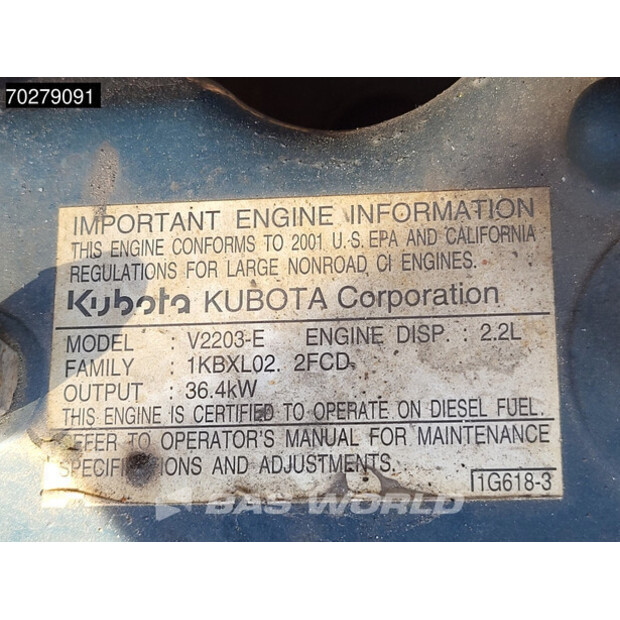 70279091
IMPORTANT ENGINE INFORMATION
THIS ENGINE CONFORMS TO 2001 U.S. EPA AND CALIFORNIA
REGULATIONS FOR LARGE NONROAD, CI ENGINES.
Kubota KUBOTA Corporation
MODEL : V2203-E ENGINE DISP. : 2.2L
FAMILY : 1KBXL02. 2FCD
OUTPUT : 36.4kW
THIS ENGINE IS CERTIFIED TO OPERATE ON DIESEL FUEL.
REFER TO OPERATOR'S MANUAL FOR MAINTENANCE
SPECIFICATIONS AND ADJUSTMENTS.
1G618-3
BAS WORLD